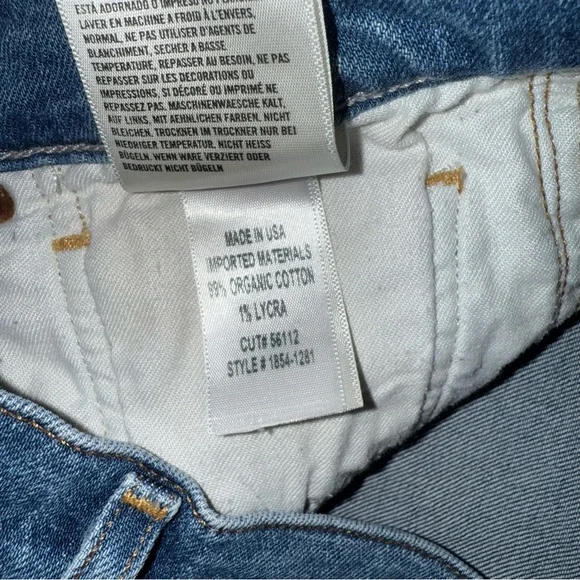 ESTÁ ADORNADO O IMPRESO NO
LAVER EN MACHINE A FROID À L'ENVERS,
NORMAL, NE PAS UTILISER D'AGENTS DE
BLANCHIMENT, SECHER A BASSE
TEMPERATURE, REPASSER AU BESOIN, NE PAS
REPASSER SUR LES DECORATIONS OU
IMPRESSIONS, SI DÉCORÉ OU IMPRIMÉ NE
REPASSEZ PAS. MASCHINENWAESCHE KALT,
AUF LINKS, MIT AEHNLICHEN FARBEN. NICHT
BLEICHEN, TROCKNEN IM TROCKNER NUR BEI
NIEDRIGER TEMPERATUR, NICHT HEISS
BÜGELN. WENN WARE VERZIERT ODER
BEDRUCKT NICHT BÜGELN
MADE IN USA
IMPORTED MATERIALS
99% ORGANIC COTTON
1% LYCRA
CUT# 56112
STYLE # 1854-1281